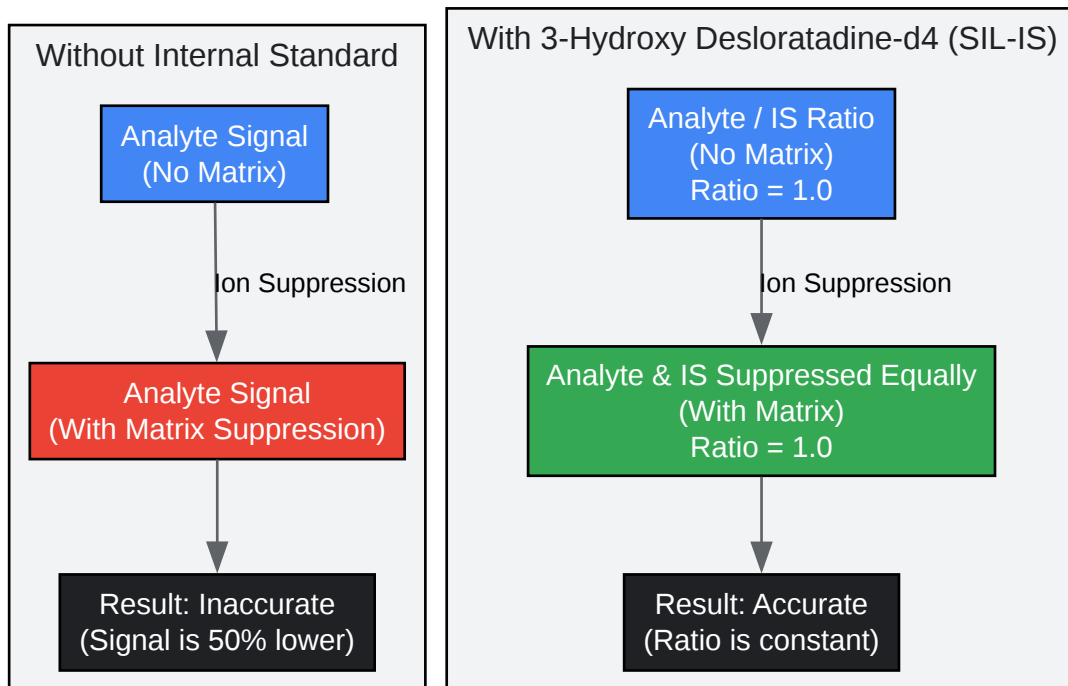 Without Internal Standard
Analyte Signal
(No Matrix)
Ion Suppression
Analyte Signal
(With Matrix Suppression)
Result: Inaccurate
(Signal is 50% lower)
With 3-Hydroxy Desloratadine-d4 (SIL-IS)
Analyte / IS Ratio
(No Matrix)
Ratio = 1.0
Ion Suppression
Analyte & IS Suppressed Equally
(With Matrix)
Ratio = 1.0
Result: Accurate
(Ratio is constant)